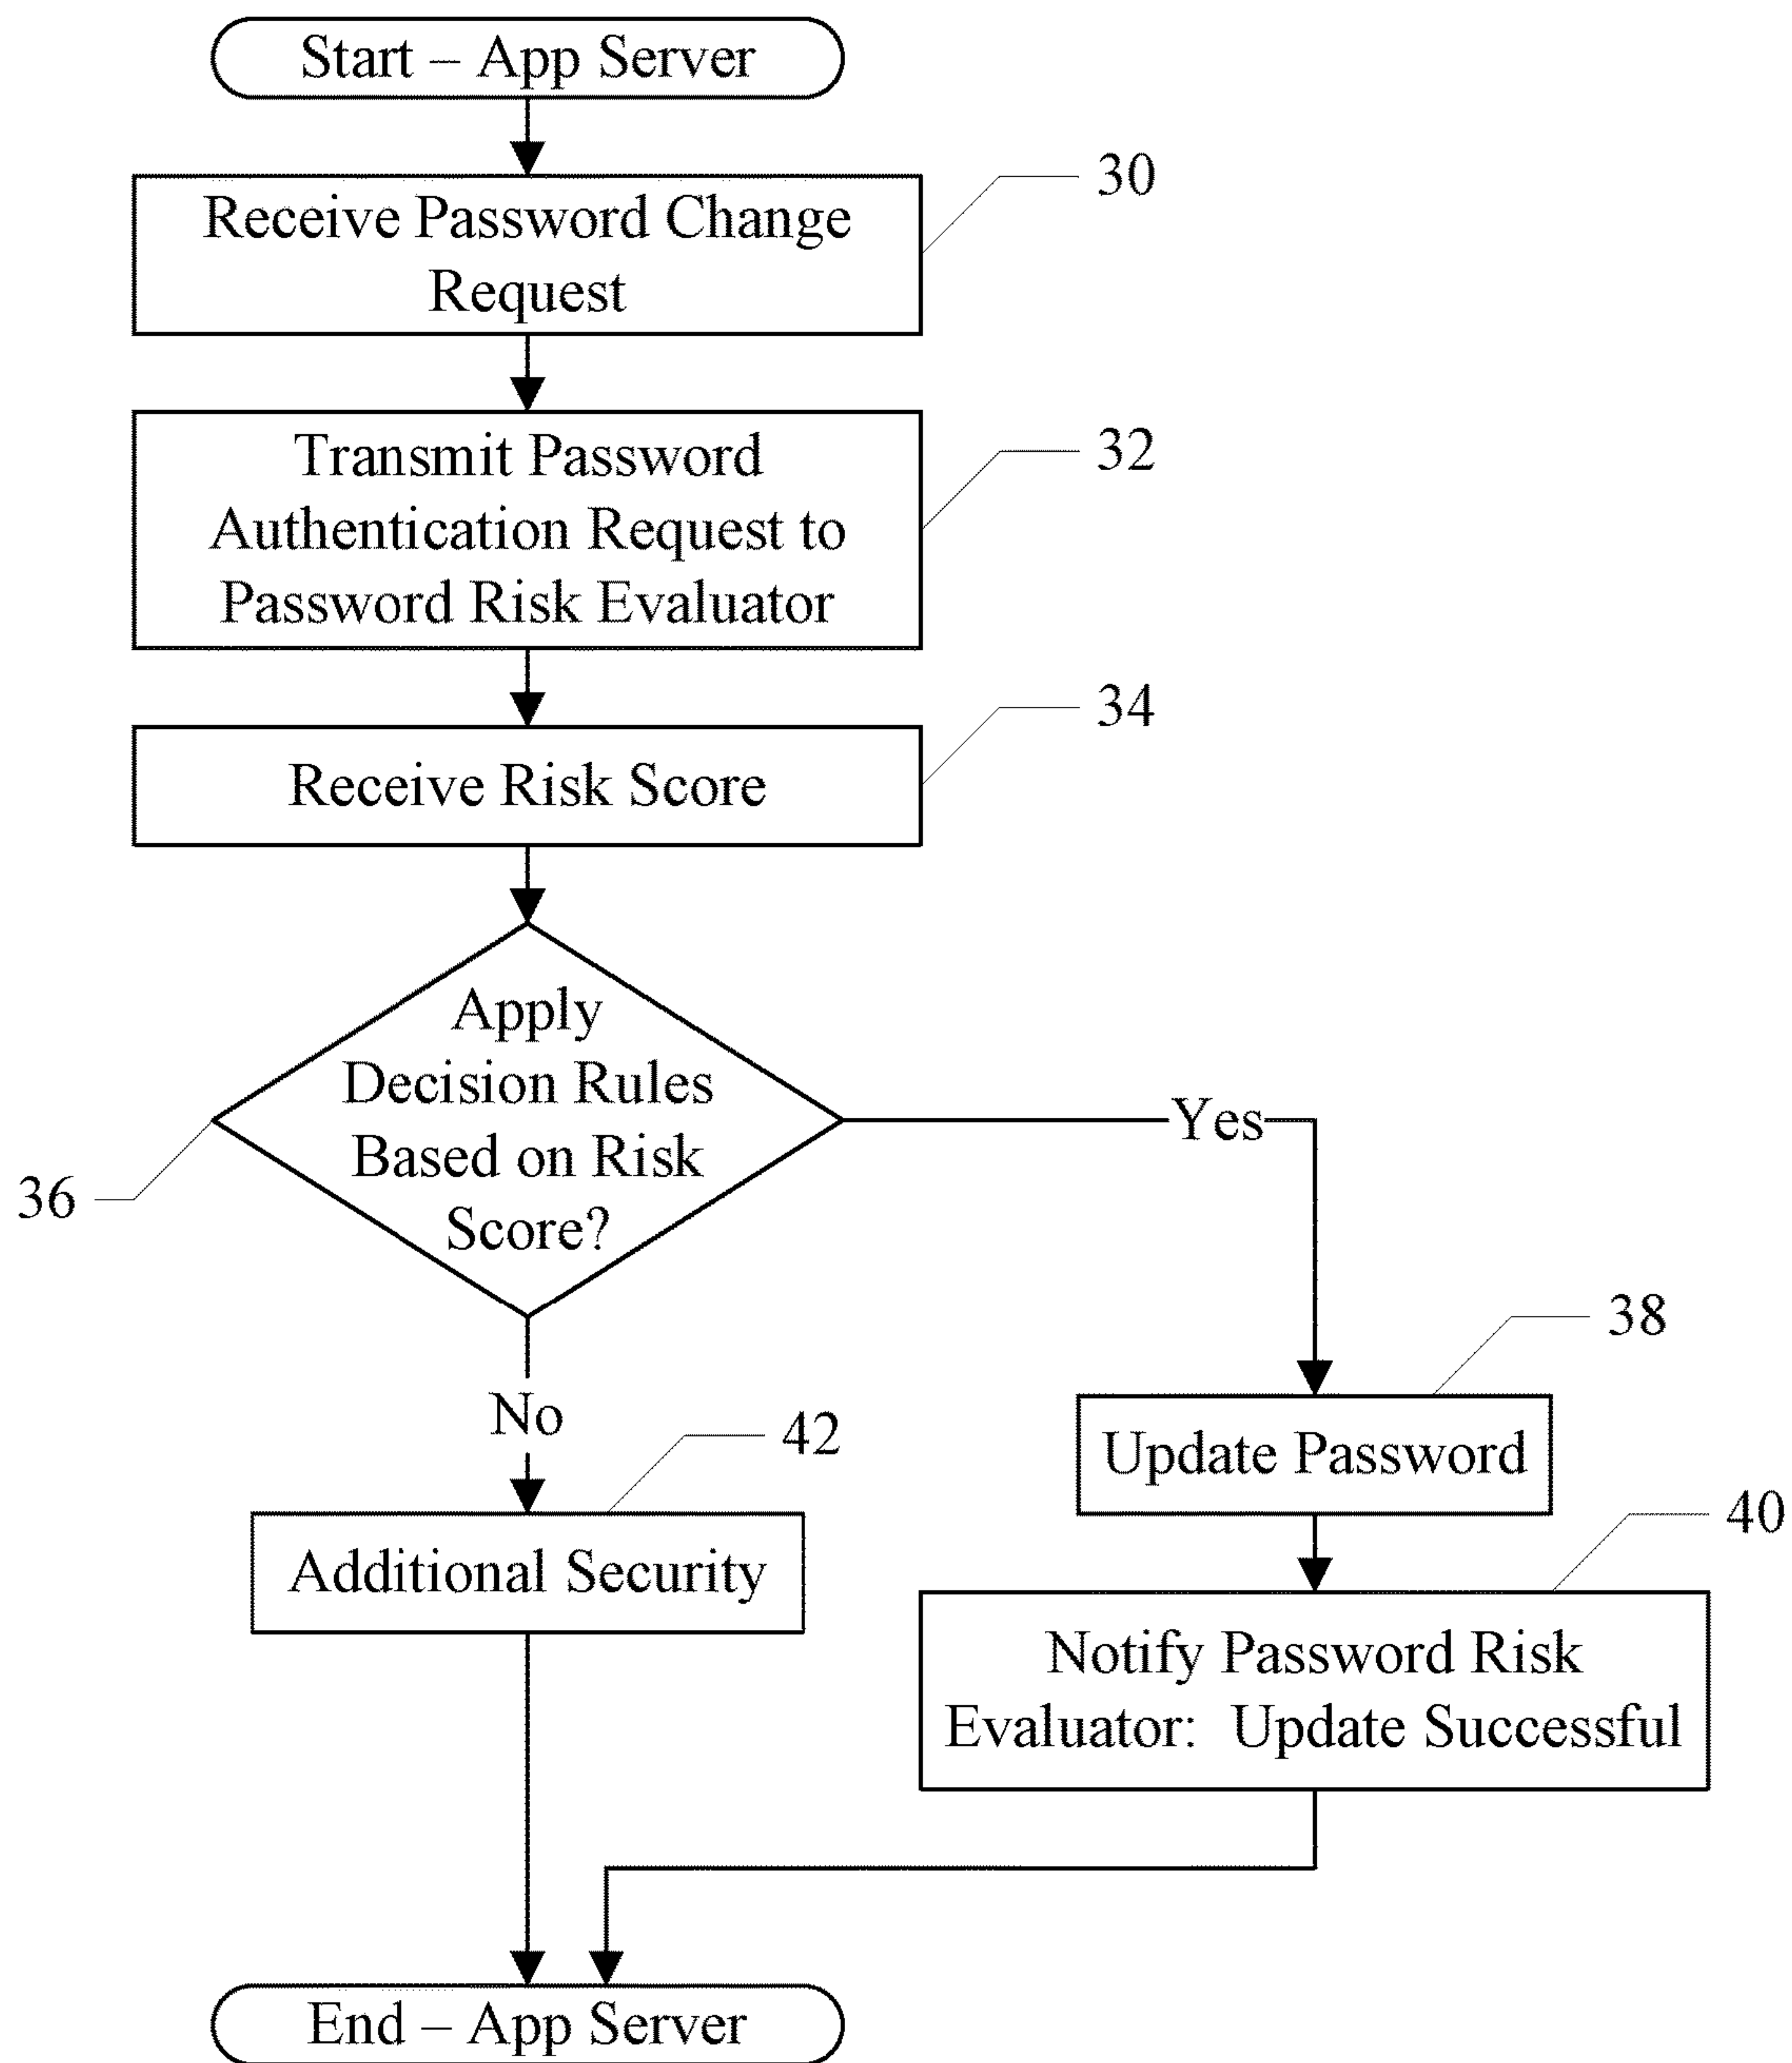 Start – App Server
30
Receive Password Change
Request
32
Transmit Password
Authentication Request to
Password Risk Evaluator
34
Receive Risk Score
36
Apply
Decision Rules
Based on Risk
Score?
Yes
No
38
Update Password
42
Additional Security
40
Notify Password Risk
Evaluator:  Update Successful
End – App Server